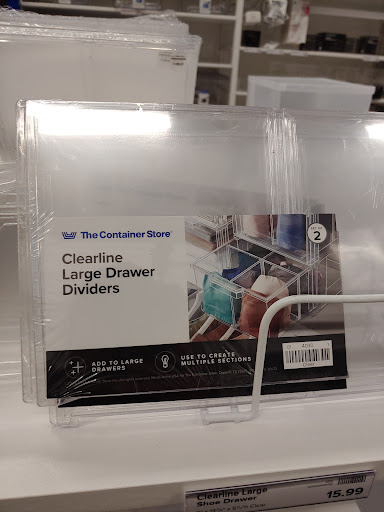 The Container Store
Clearline
Large Drawer
Dividers
SET OF
2
ADD TO LARGE
DRAWERS
USE TO CREATE
MULTIPLE SECTIONS
Clearline Large
Shoe Drawer
15.99